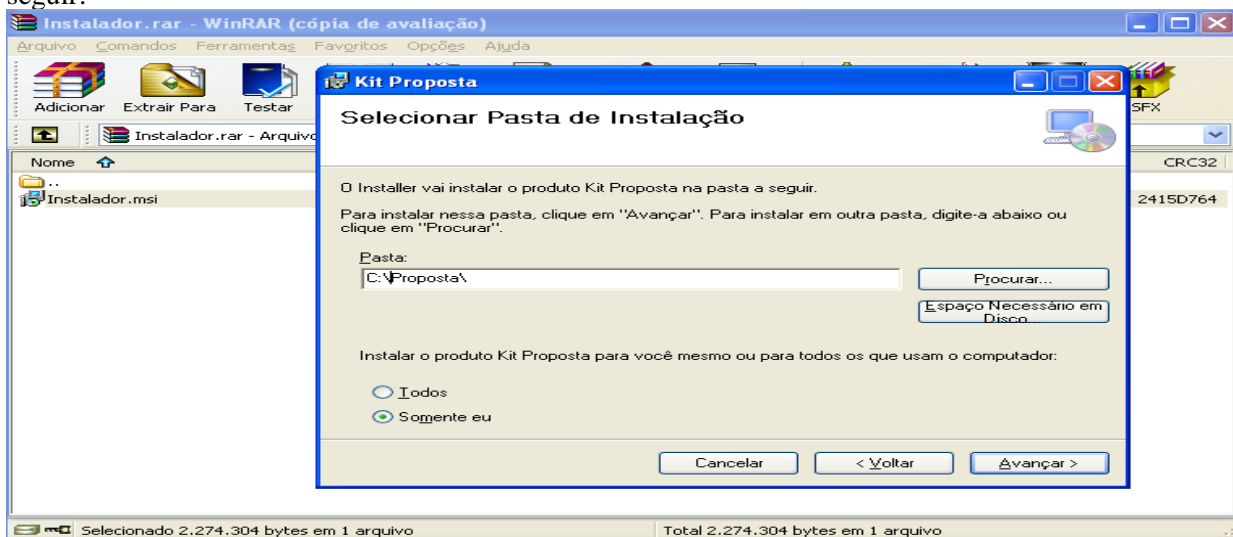 seguir:
Instalador.rar - WinRAR (cópia de avaliação)
Arquivo Comandos Ferramentas Favoritos Opções Ajuda
Adicionar Extrair Para Testar SFX
Instalador.rar - Arquivo
Nome CRC32
..
Instalador.msi 2415D764
Kit Proposta
Selecionar Pasta de Instalação
O Installer vai instalar o produto Kit Proposta na pasta a seguir.
Para instalar nessa pasta, clique em "Avançar". Para instalar em outra pasta, digite-a abaixo ou
clique em "Procurar".
Pasta:
C:\Proposta\
Procurar...
Espaço Necessário em
Disco...
Instalar o produto Kit Proposta para você mesmo ou para todos os que usam o computador:
Todos
Somente eu
Cancelar < Voltar Avançar >
Selecionado 2.274.304 bytes em 1 arquivo Total 2.274.304 bytes em 1 arquivo